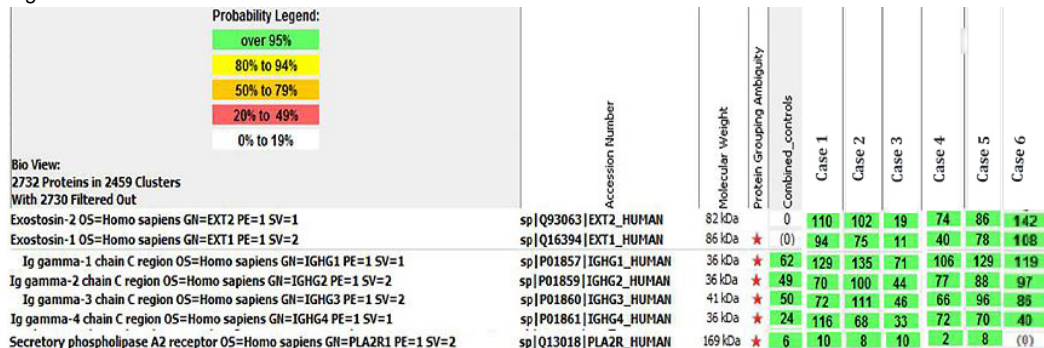 Probability Legend:
over 95%
80% to 94%
50% to 79%
20% to 49%
0% to 19%
Bio View:
2732 Proteins in 2459 Clusters
With 2730 Filtered Out
Accession Number
Molecular Weight
Protein Grouping Ambiguity
Combined_controls
Case 1
Case 2
Case 3
Case 4
Case 5
Case 6
Exostosin-2 OS=Homo sapiens GN=EXT2 PE=1 SV=1 sp|Q93063|EXT2_HUMAN 82 kDa 0 110 102 19 74 86 142
Exostosin-1 OS=Homo sapiens GN=EXT1 PE=1 SV=2 sp|Q16394|EXT1_HUMAN 86 kDa ★ (0) 94 75 11 40 78 108
Ig gamma-1 chain C region OS=Homo sapiens GN=IGHG1 PE=1 SV=1 sp|P01857|IGHG1_HUMAN 36 kDa ★ 62 129 135 71 106 129 119
Ig gamma-2 chain C region OS=Homo sapiens GN=IGHG2 PE=1 SV=2 sp|P01859|IGHG2_HUMAN 36 kDa ★ 49 70 100 44 77 88 97
Ig gamma-3 chain C region OS=Homo sapiens GN=IGHG3 PE=1 SV=2 sp|P01860|IGHG3_HUMAN 41 kDa ★ 50 72 111 46 66 96 86
Ig gamma-4 chain C region OS=Homo sapiens GN=IGHG4 PE=1 SV=1 sp|P01861|IGHG4_HUMAN 36 kDa ★ 24 116 68 33 72 70 40
Secretory phospholipase A2 receptor OS=Homo sapiens GN=PLA2R1 PE=1 SV=2 sp|Q13018|PLA2R_HUMAN 169 kDa ★ 6 10 8 10 2 8 (0)